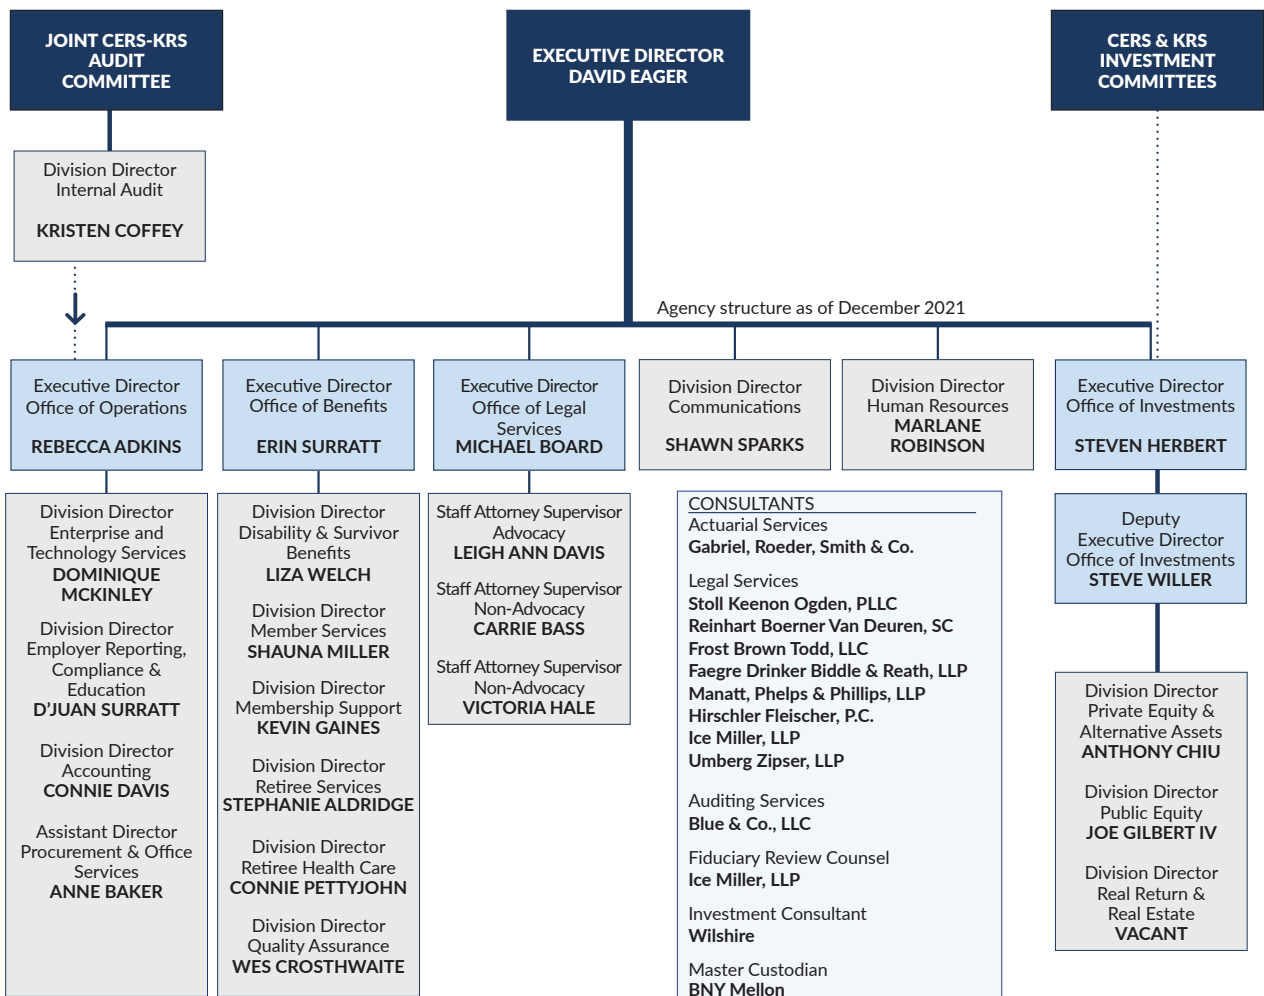 JOINT CERS-KRS
AUDIT
COMMITTEE
EXECUTIVE DIRECTOR
DAVID EAGER
CERS & KRS
INVESTMENT
COMMITTEES
Division Director
Internal Audit
KRISTEN COFFEY
Agency structure as of December 2021
Executive Director
Office of Operations
REBECCA ADKINS
Executive Director
Office of Benefits
ERIN SURRATT
Executive Director
Office of Legal
Services
MICHAEL BOARD
Division Director
Communications
SHAWN SPARKS
Division Director
Human Resources
MARLANE
ROBINSON
Executive Director
Office of Investments
STEVEN HERBERT
Division Director
Enterprise and
Technology Services
DOMINIQUE
MCKINLEY
Division Director
Employer Reporting,
Compliance &
Education
D'JUAN SURRATT
Division Director
Accounting
CONNIE DAVIS
Assistant Director
Procurement & Office
Services
ANNE BAKER
Division Director
Disability & Survivor
Benefits
LIZA WELCH
Division Director
Member Services
SHAUNA MILLER
Division Director
Membership Support
KEVIN GAINES
Division Director
Retiree Services
STEPHANIE ALDRIDGE
Division Director
Retiree Health Care
CONNIE PETTYJOHN
Division Director
Quality Assurance
WES CROSTHWAITE
Staff Attorney Supervisor
Advocacy
LEIGH ANN DAVIS
Staff Attorney Supervisor
Non-Advocacy
CARRIE BASS
Staff Attorney Supervisor
Non-Advocacy
VICTORIA HALE
CONSULTANTS
Actuarial Services
Gabriel, Roeder, Smith & Co.
Legal Services
Stoll Keenon Ogden, PLLC
Reinhart Boerner Van Deuren, SC
Frost Brown Todd, LLC
Faegre Drinker Biddle & Reath, LLP
Manatt, Phelps & Phillips, LLP
Hirschler Fleischer, P.C.
Ice Miller, LLP
Umberg Zipser, LLP
Auditing Services
Blue & Co., LLC
Fiduciary Review Counsel
Ice Miller, LLP
Investment Consultant
Wilshire
Master Custodian
BNY Mellon
Deputy
Executive Director
Office of Investments
STEVE WILLER
Division Director
Private Equity &
Alternative Assets
ANTHONY CHIU
Division Director
Public Equity
JOE GILBERT IV
Division Director
Real Return &
Real Estate
VACANT